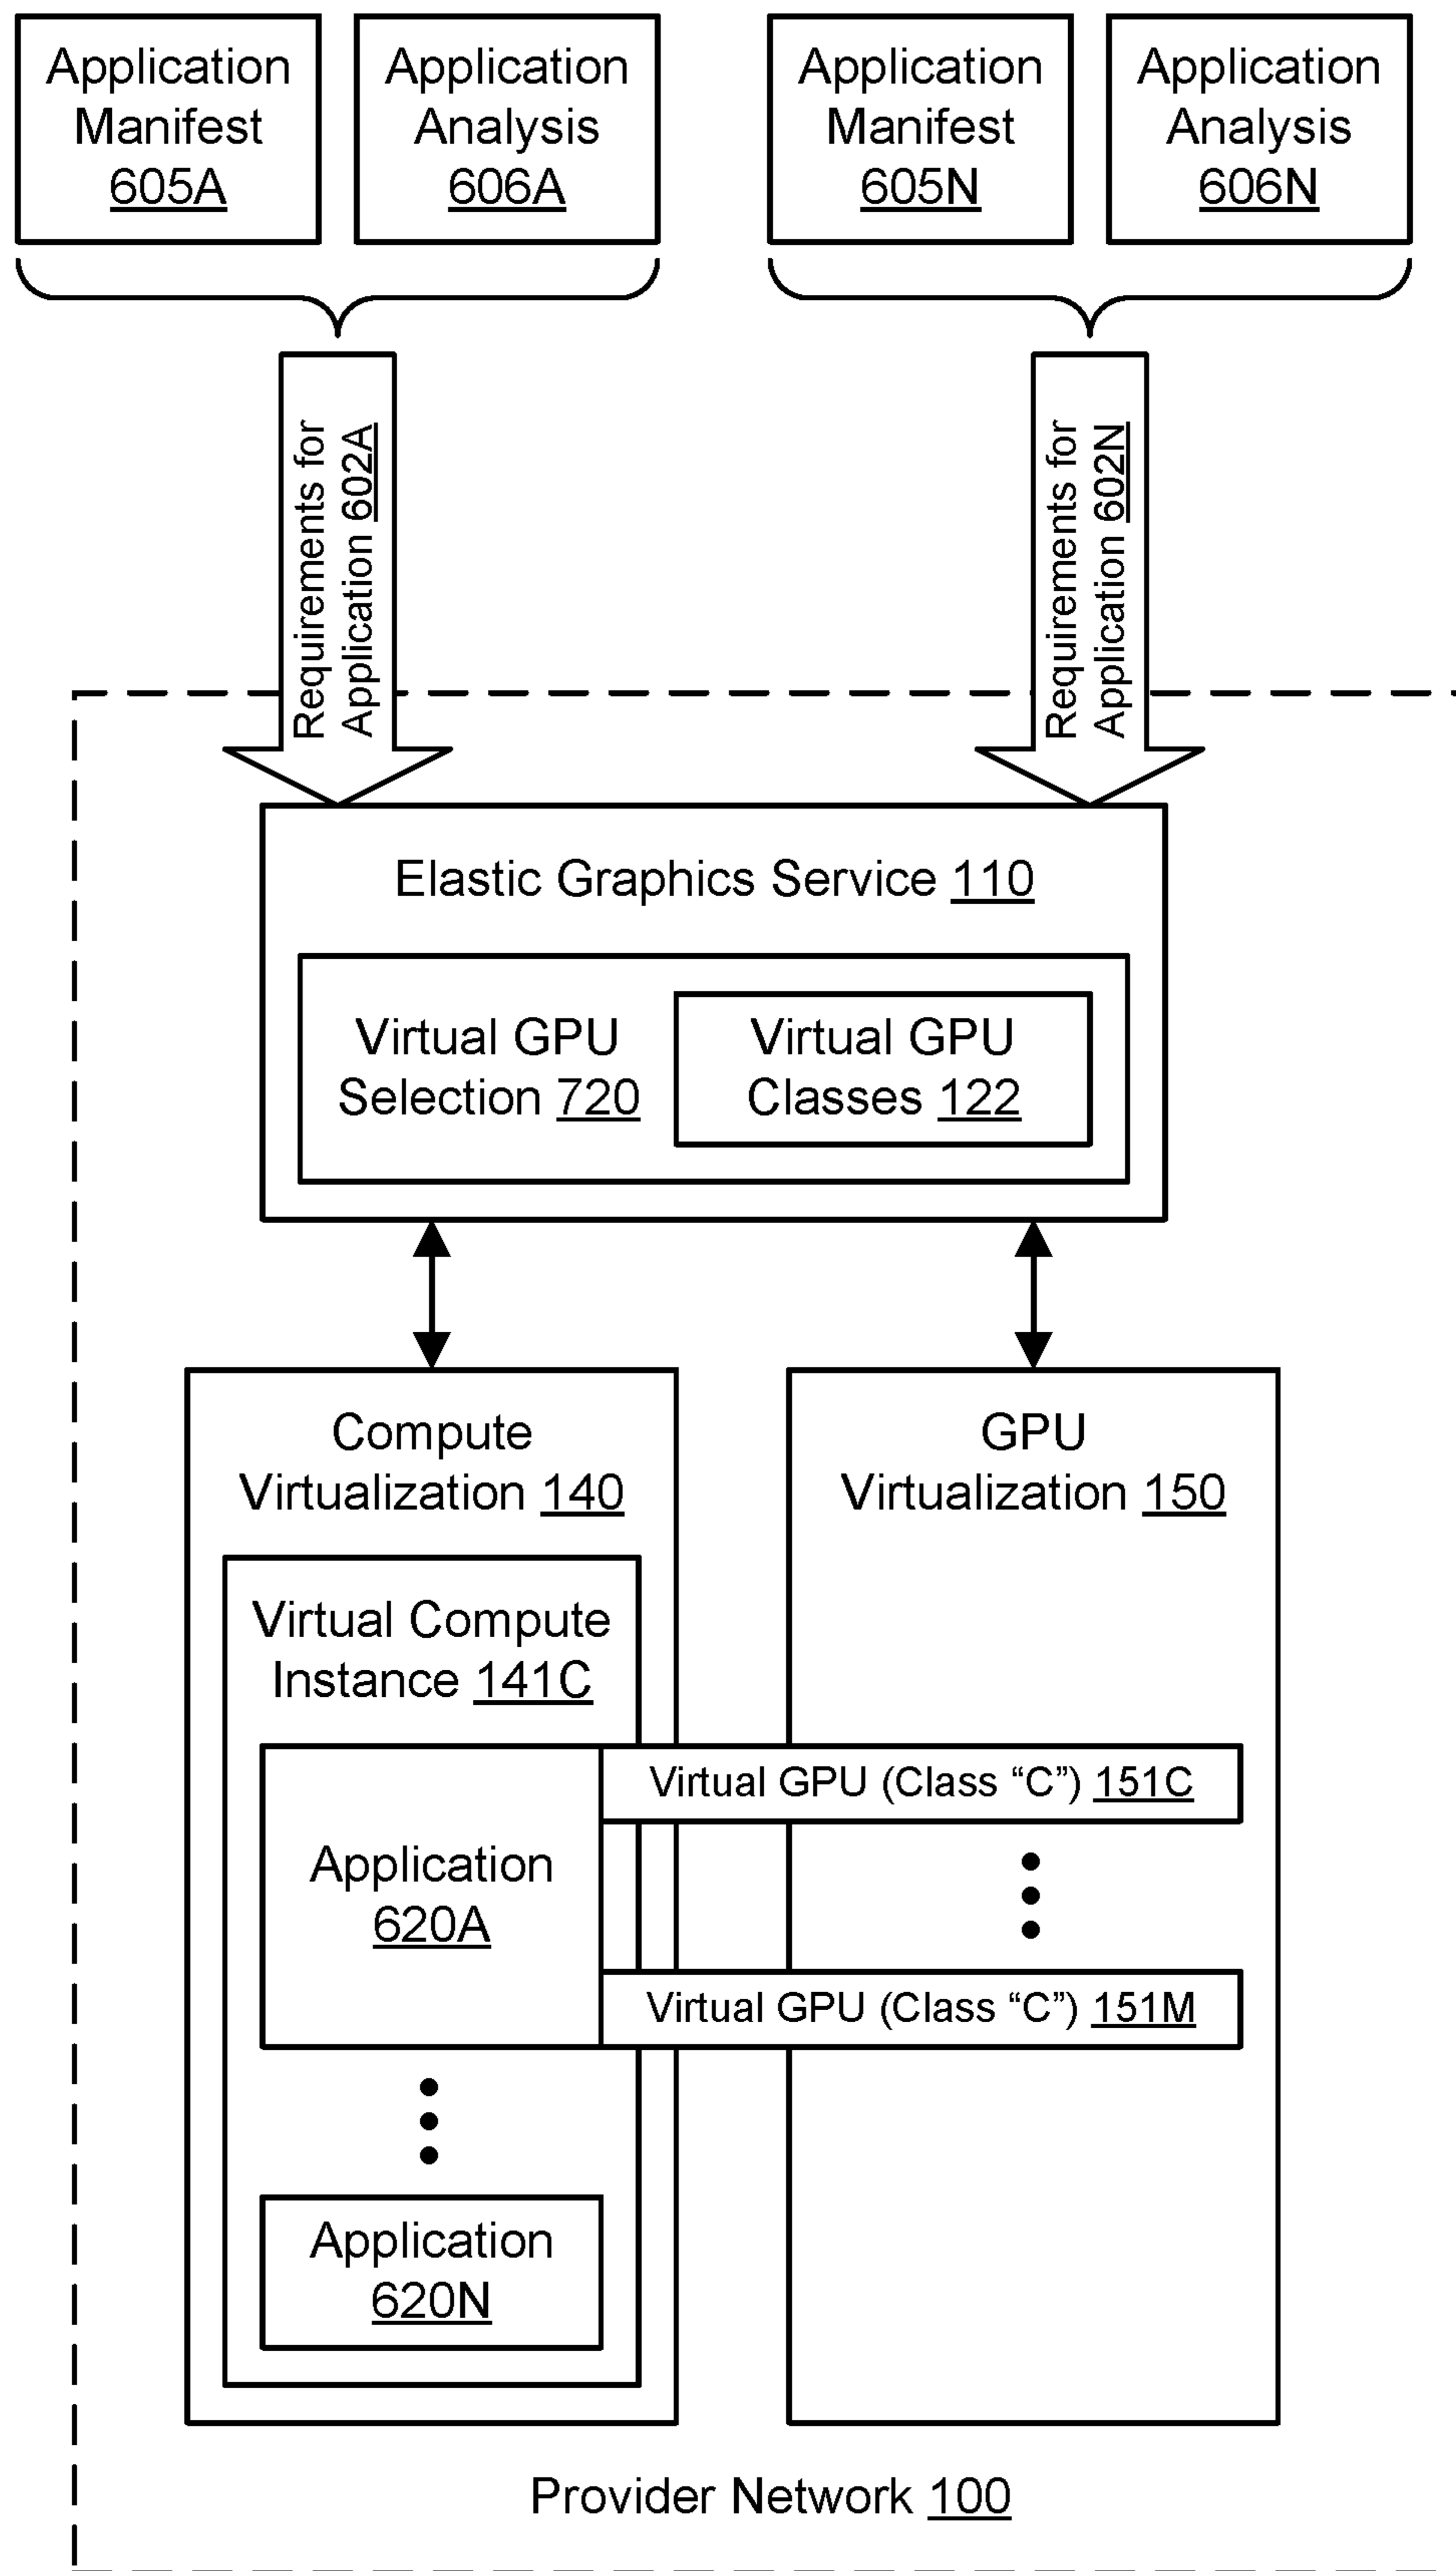 Application
Manifest
605A
Application
Analysis
606A
Application
Manifest
605N
Application
Analysis
606N
Requirements for
Application 602A
Requirements for
Application 602N
Elastic Graphics Service 110
Virtual GPU
Selection 720
Virtual GPU
Classes 122
Compute
Virtualization 140
GPU
Virtualization 150
Virtual Compute
Instance 141C
Virtual GPU (Class “C”) 151C
Application
620A
Virtual GPU (Class “C”) 151M
Application
620N
Provider Network 100